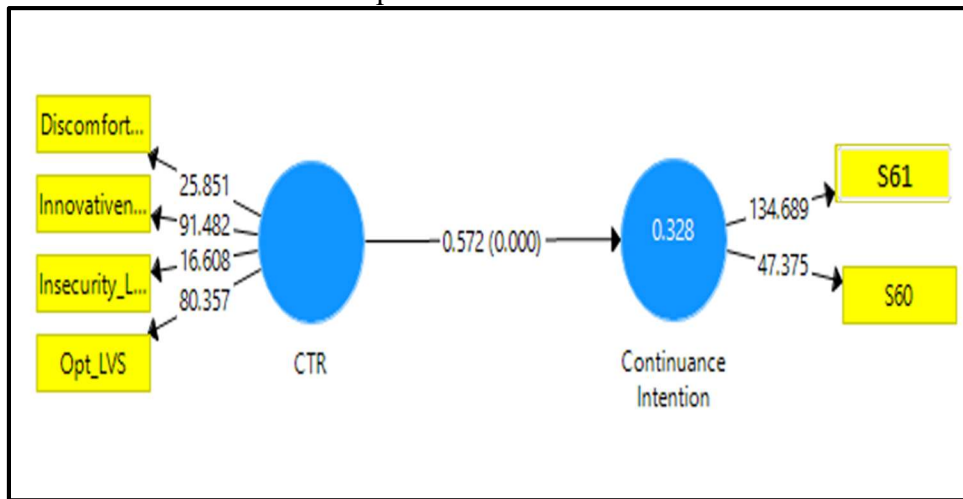 Discomfort...
25.851
Innovativen...
91.482
Insecurity_L...
16.608
Opt_LVS
80.357
CTR
0.572 (0.000)
0.328
Continuance
Intention
134.689
S61
47.375
S60